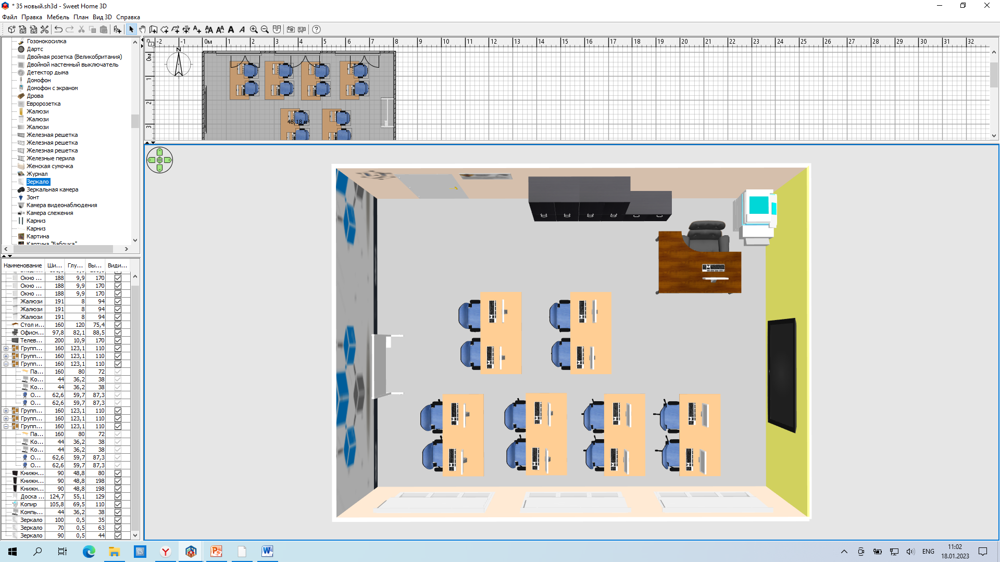 * 35 новый.sh3d - Sweet Home 3D
Файл Правка Мебель План Вид 3D Справка
-2 -1 0м 1 2 3 4 5 6 7 8 9 10 11 12 13 14 15 16 17 18 19 20 21 22 23 24 25 26 27 28 29 30 31 32
0м
1
2
3
N
48,18 м²
Газонокосилка
Дартс
Двойная розетка (Великобритания)
Двойной настенный выключатель
Детектор дыма
Домофон
Домофон с экраном
Дрова
Евророзетка
Жалюзи
Жалюзи
Жалюзи
Железная решетка
Железная решетка
Железная решетка
Железные перила
Женская сумочка
Журнал
Зеркало
Зеркальная камера
Зонт
Камера видеонаблюдения
Камера слежения
Карниз
Карниз
Картина
Картина "Бабочка"
Наименование Ши... Глу... Вы... Види...
Окно ... 188 9,9 170
Окно ... 188 9,9 170
Окно ... 188 9,9 170
Жалюзи 191 8 94
Жалюзи 191 8 94
Жалюзи 191 8 94
Стол и... 160 120 75,4
Офисн... 97,8 82,1 88,5
Телев... 200 10,9 170
Групп... 160 123,1 110
Групп... 160 123,1 110
Групп... 160 123,1 110
Па... 160 80 72
Ко... 44 36,2 38
Ко... 44 36,2 38
О... 62,6 59,7 87,3
О... 62,6 59,7 87,3
Групп... 160 123,1 110
Групп... 160 123,1 110
Групп... 160 123,1 110
Па... 160 80 72
Ко... 44 36,2 38
Ко... 44 36,2 38
О... 62,6 59,7 87,3
О... 62,6 59,7 87,3
Книжн... 90 48,8 80
Книжн... 90 48,8 198
Книжн... 90 48,8 198
Доска ... 124,7 55,1 129
Копир 105,8 69,5 110
Компь... 44 36,2 38
Зеркало 100 0,5 35
Зеркало 70 0,5 63
Зеркало 90 0,5 44
ENG
11:02
18.01.2023